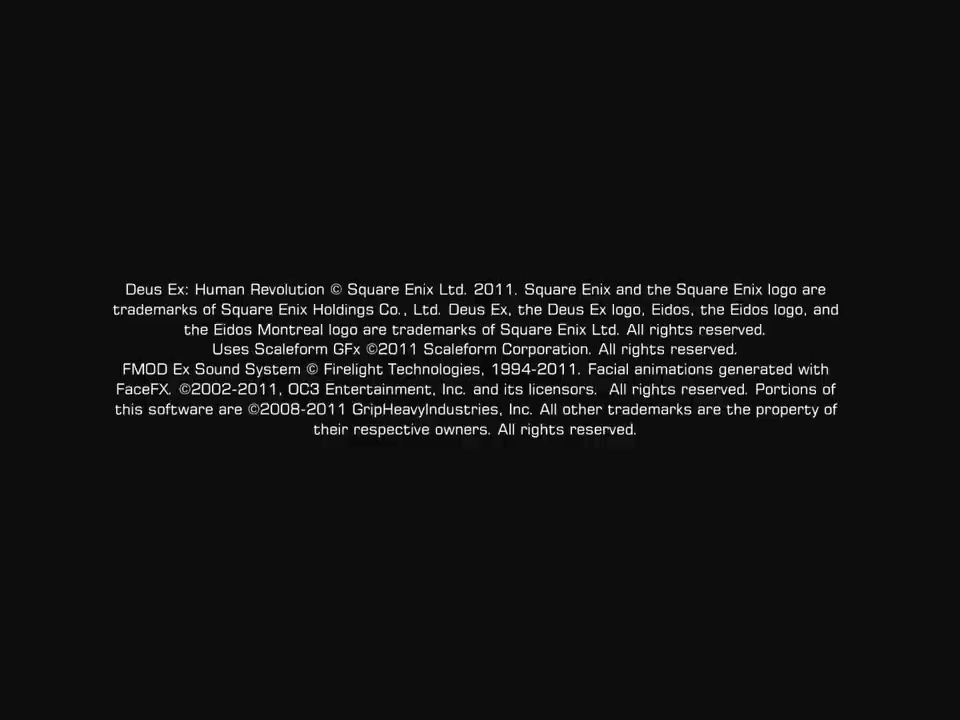 Deus Ex: Human Revolution © Square Enix Ltd. 2011. Square Enix and the Square Enix logo are
trademarks of Square Enix Holdings Co., Ltd. Deus Ex, the Deus Ex logo, Eidos, the Eidos logo, and
the Eidos Montreal logo are trademarks of Square Enix Ltd. All rights reserved.
Uses Scaleform GFx ©2011 Scaleform Corporation. All rights reserved.
FMOD Ex Sound System © Firelight Technologies, 1994-2011. Facial animations generated with
FaceFX. ©2002-2011, OC3 Entertainment, Inc. and its licensors.  All rights reserved. Portions of
this software are ©2008-2011 GripHeavyIndustries, Inc. All other trademarks are the property of
their respective owners. All rights reserved.